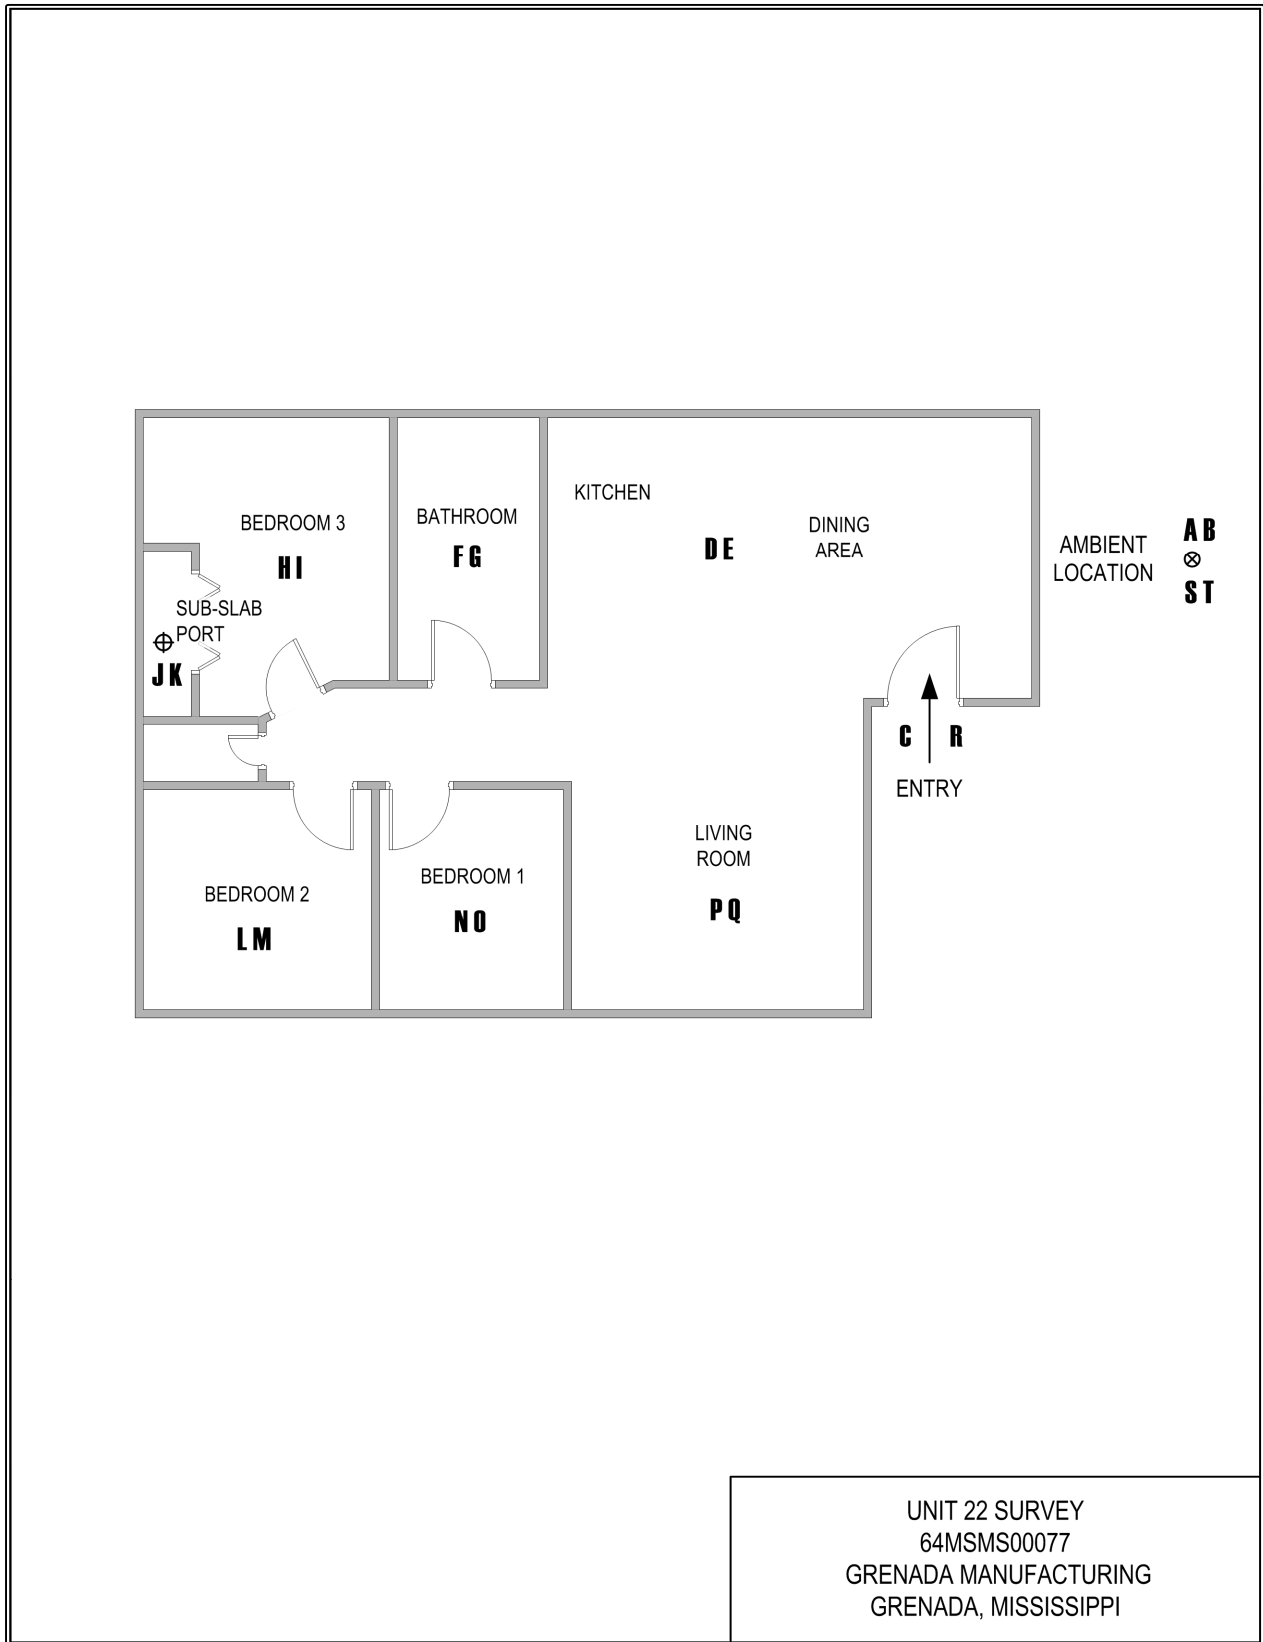 KITCHEN
BATHROOM
F G
BEDROOM 3
H I
DINING
AREA
D E
AMBIENT
LOCATION
A B
S T
SUB-SLAB
PORT
J K
C R
ENTRY
LIVING
ROOM
P Q
BEDROOM 1
N O
BEDROOM 2
L M
UNIT 22 SURVEY
64MSMS00077
GRENADA MANUFACTURING
GRENADA, MISSISSIPPI